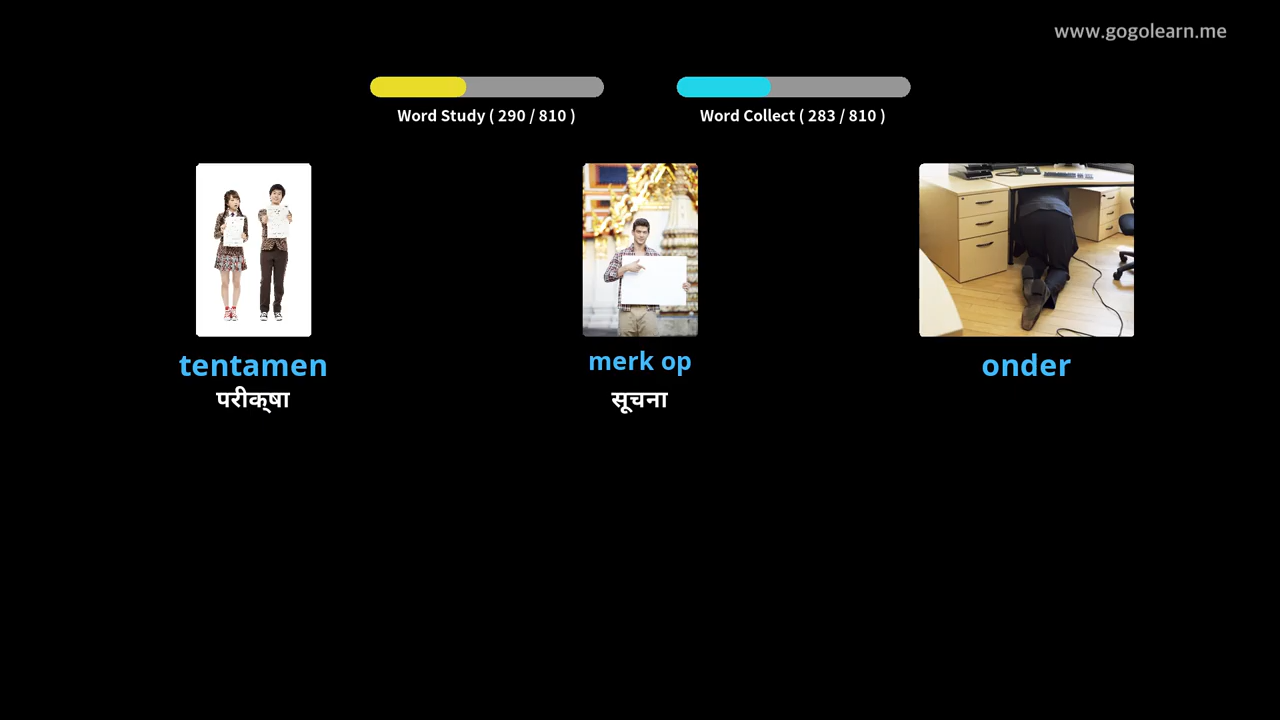 www.gogolearn.me
Word Study ( 290 / 810 )
Word Collect ( 283 / 810 )
tentamen
परीक्षा
merk op
सूचना
onder